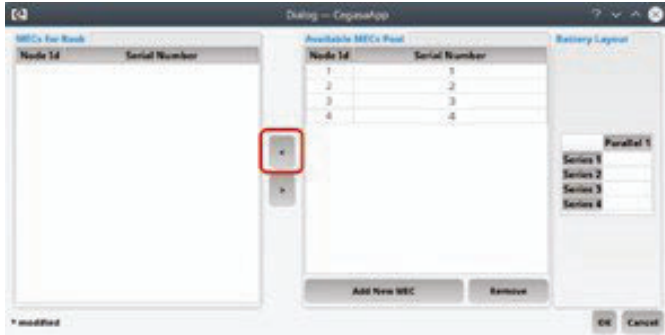 Dialog — CegasaApp
MECs for Bank
Node Id Serial Number
Available MECs Pool
Node Id Serial Number
1 1
2 2
3 3
4 4
<
>
Add New MEC Remove
Battery Layout
Parallel 1
Series 1
Series 2
Series 3
Series 4
* modified
OK Cancel